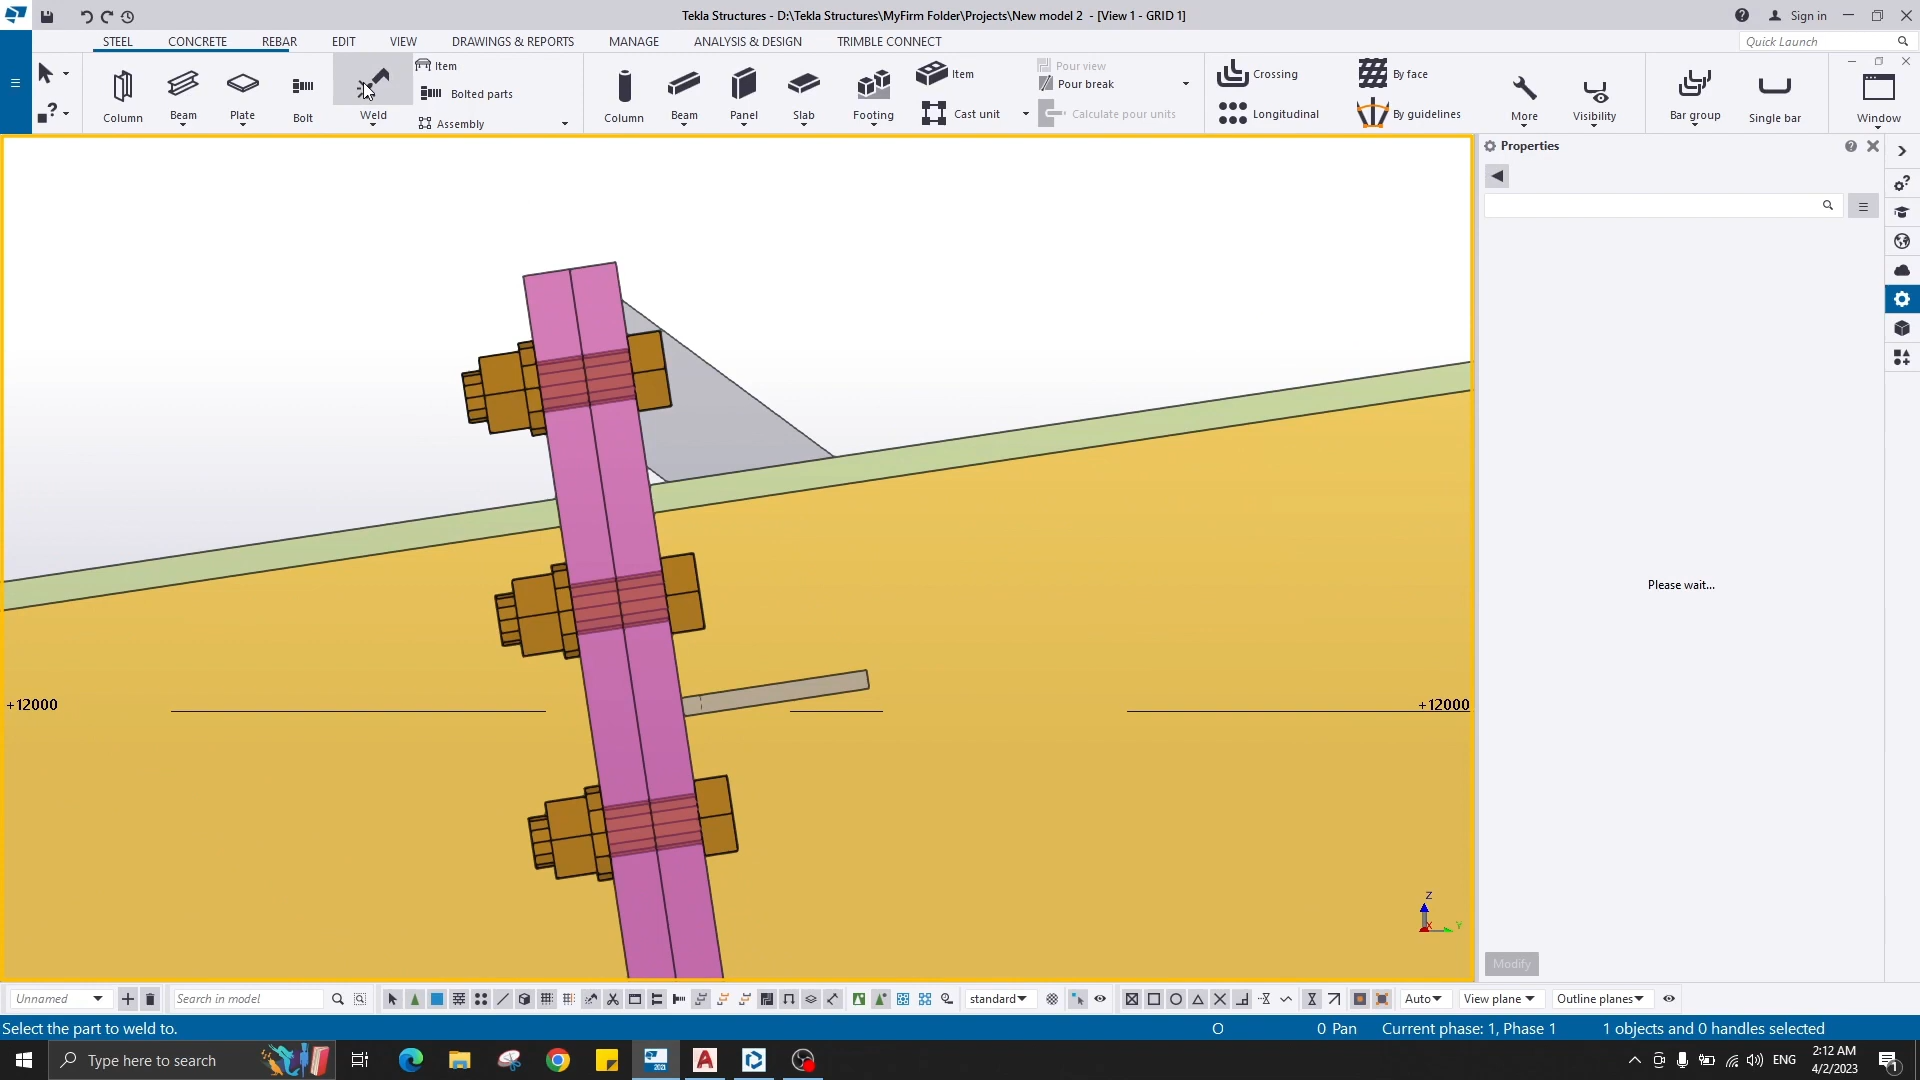 Tekla Structures - D:\Tekla Structures\MyFirm Folder\Projects\New model 2 - [View 1 - GRID 1]
Sign in
STEEL CONCRETE REBAR EDIT VIEW DRAWINGS & REPORTS MANAGE ANALYSIS & DESIGN TRIMBLE CONNECT
Quick Launch
Column Beam Plate Bolt Weld
Item
Bolted parts
Assembly
Column Beam Panel Slab Footing
Item
Cast unit
Pour view
Pour break
Calculate pour units
Crossing
Longitudinal
By face
By guidelines
More Visibility
Bar group Single bar
Window
Properties
Please wait...
Modify
+12000
+12000
Z
X
Y
Unnamed
Search in model
standard
Auto
View plane
Outline planes
Select the part to weld to.
O
0 Pan
Current phase: 1, Phase 1
1 objects and 0 handles selected
Type here to search
2021
ENG
2:12 AM
4/2/2023
1